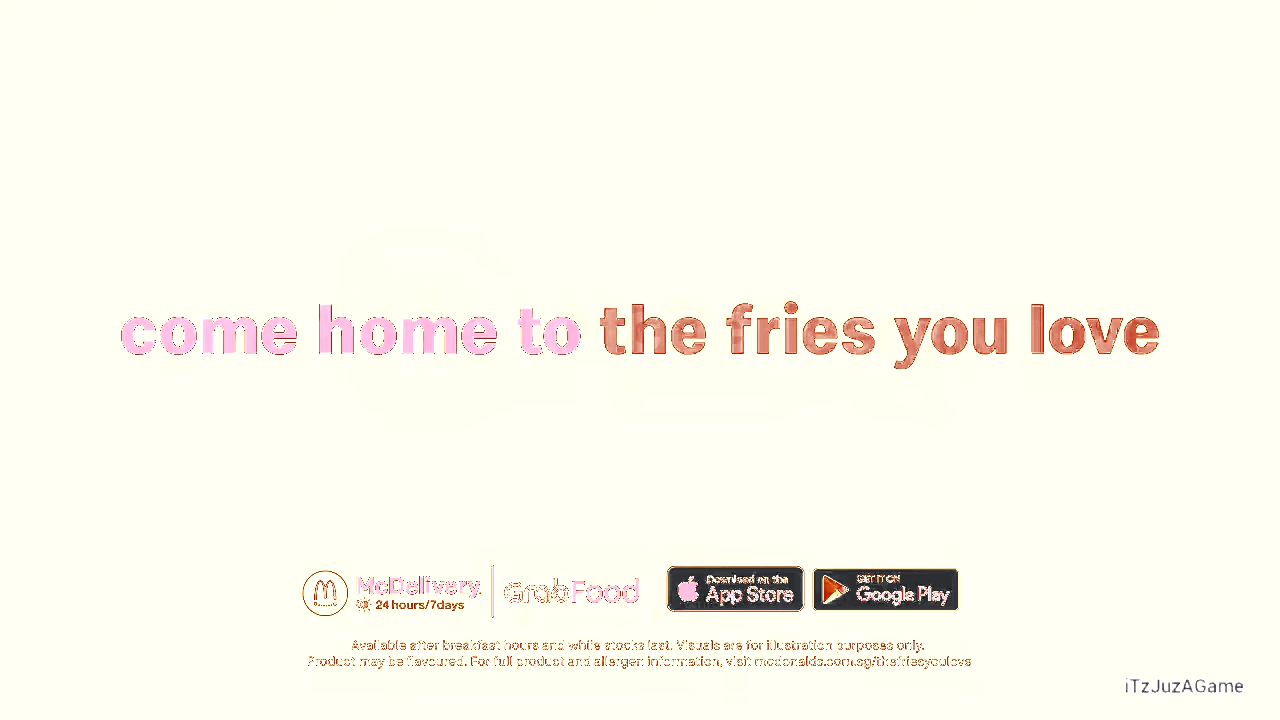 come home to the fries you love
McDelivery
24 hours/7days
GrabFood
Download on the
App Store
GET IT ON
Google Play
Available after breakfast hours and while stocks last. Visuals are for illustration purposes only.
Product may be flavoured. For full product and allergen information, visit mcdonalds.com.sg/thefriesyoulove
iTzJuzAGame